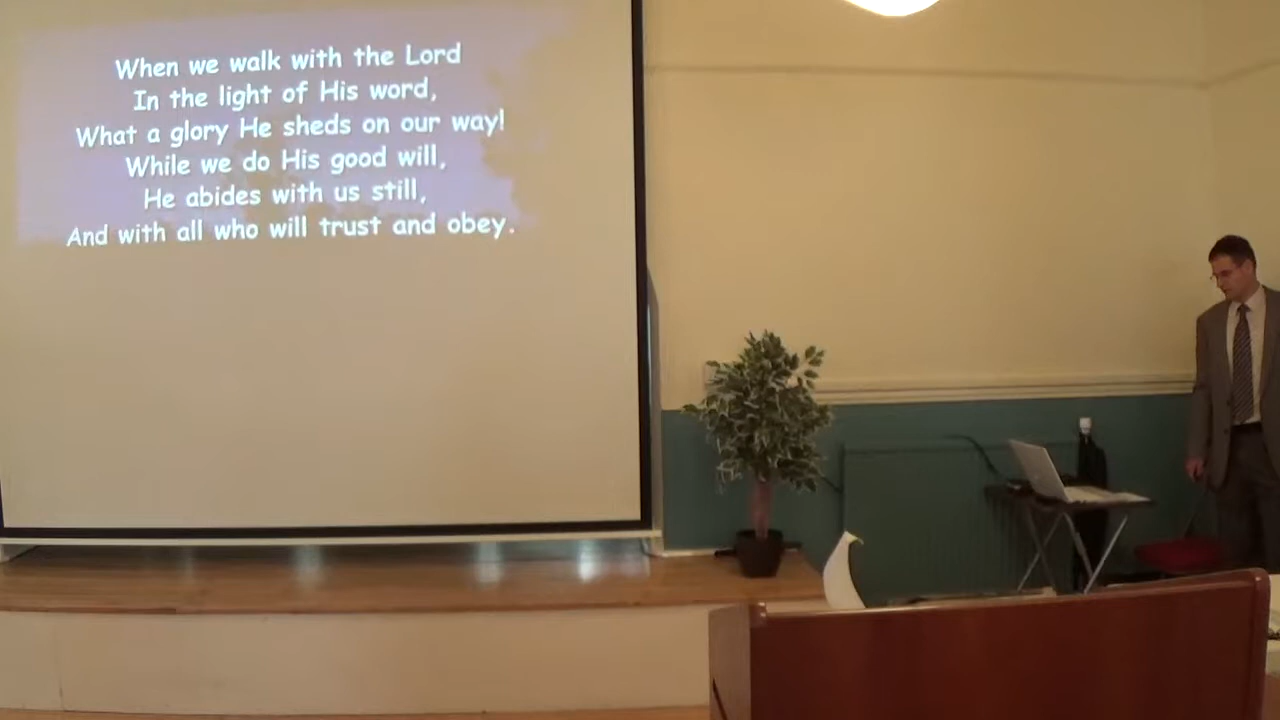 When we walk with the Lord
In the light of His word,
What a glory He sheds on our way!
While we do His good will,
He abides with us still,
And with all who will trust and obey.